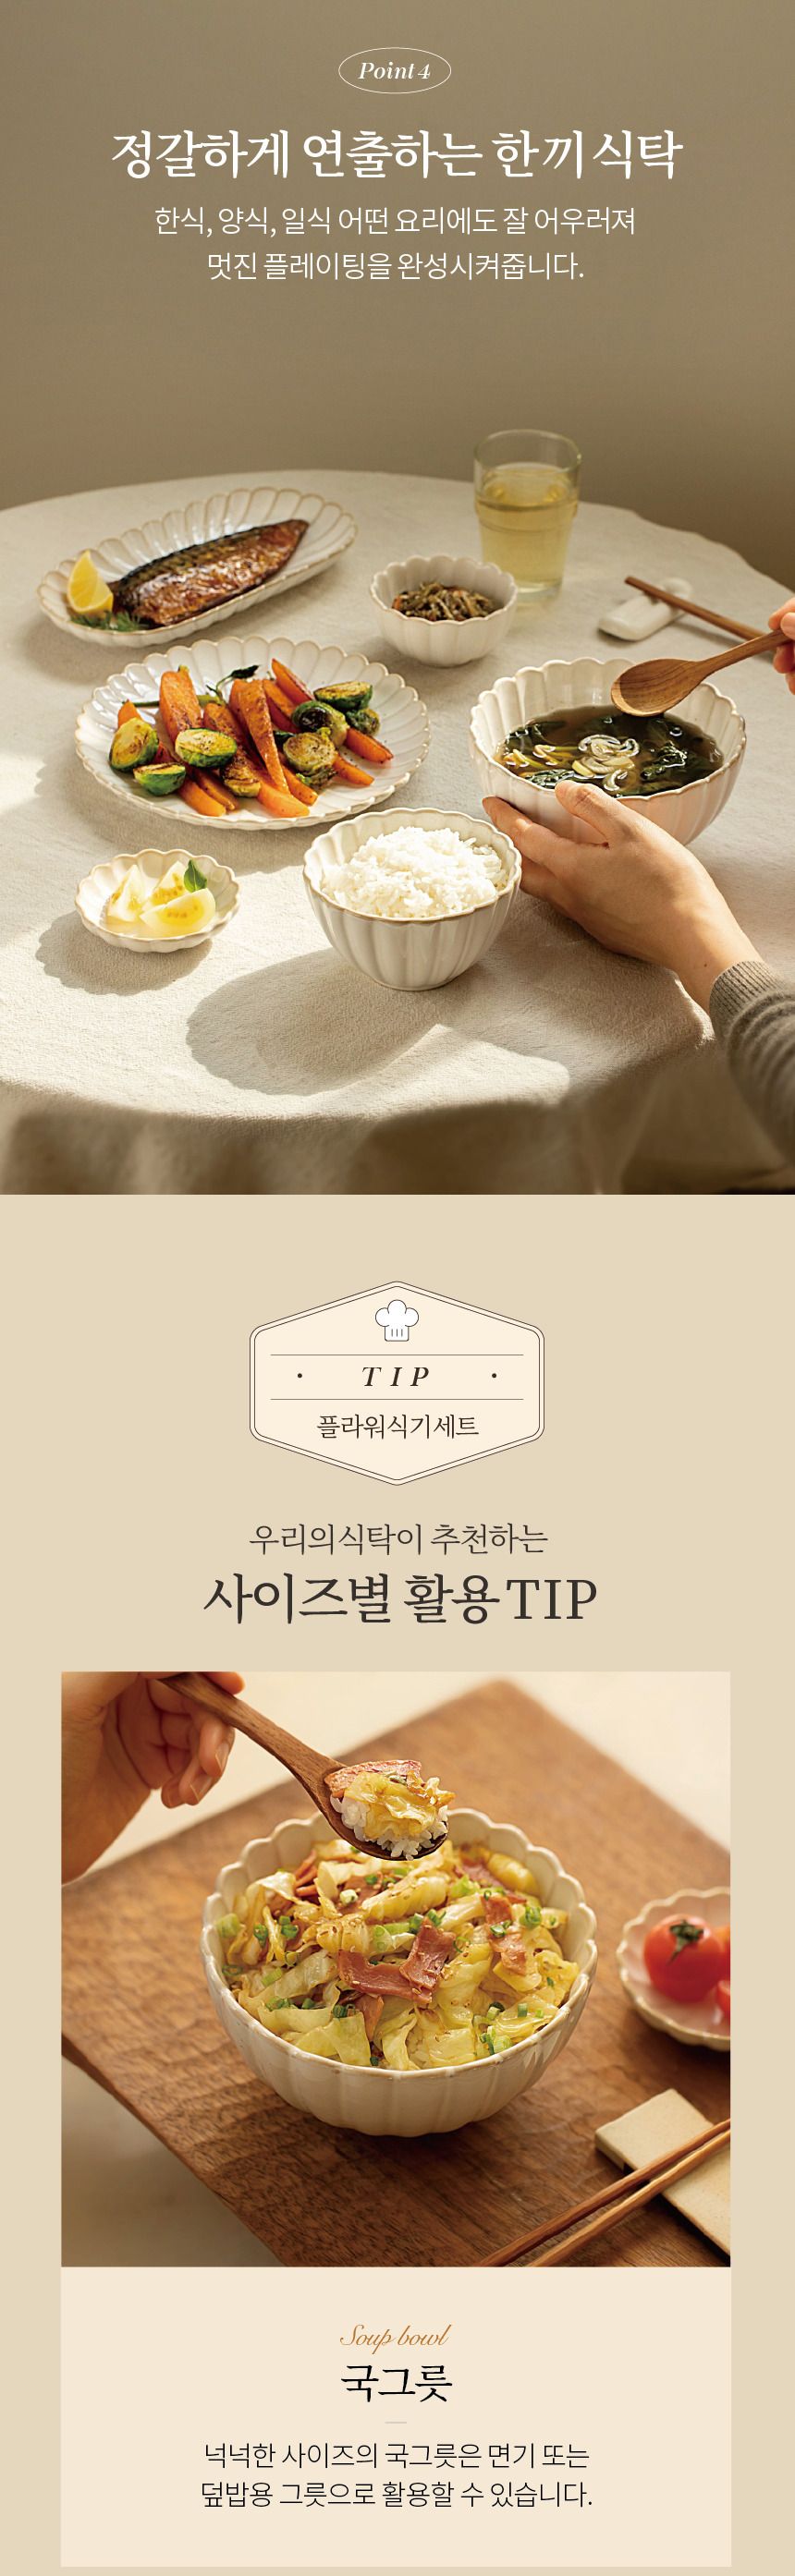 Point 4
정갈하게 연출하는 한 끼 식탁
한식, 양식, 일식 어떤 요리에도 잘 어우러져
멋진 플레이팅을 완성시켜줍니다.
· TIP ·
플라워식기세트
우리의식탁이 추천하는
사이즈별 활용 TIP
Soup bowl
국그릇
넉넉한 사이즈의 국그릇은 면기 또는
덮밥용 그릇으로 활용할 수 있습니다.